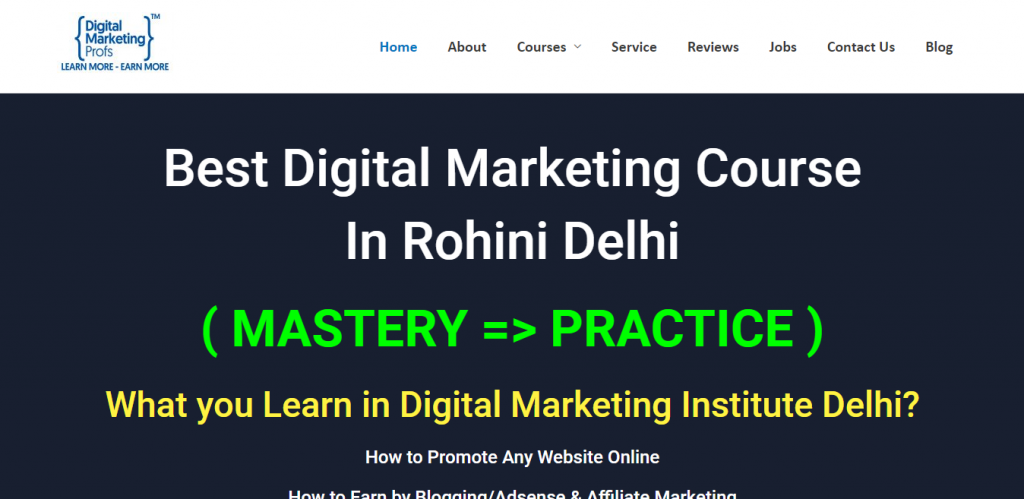 {Digital
Marketing
Profs}
TM
LEARN MORE - EARN MORE
Home About Courses Service Reviews Jobs Contact Us Blog
Best Digital Marketing Course
In Rohini Delhi
( MASTERY => PRACTICE )
What you Learn in Digital Marketing Institute Delhi?
How to Promote Any Website Online
How to Earn by Blogging/Adsense & Affiliate Marketing